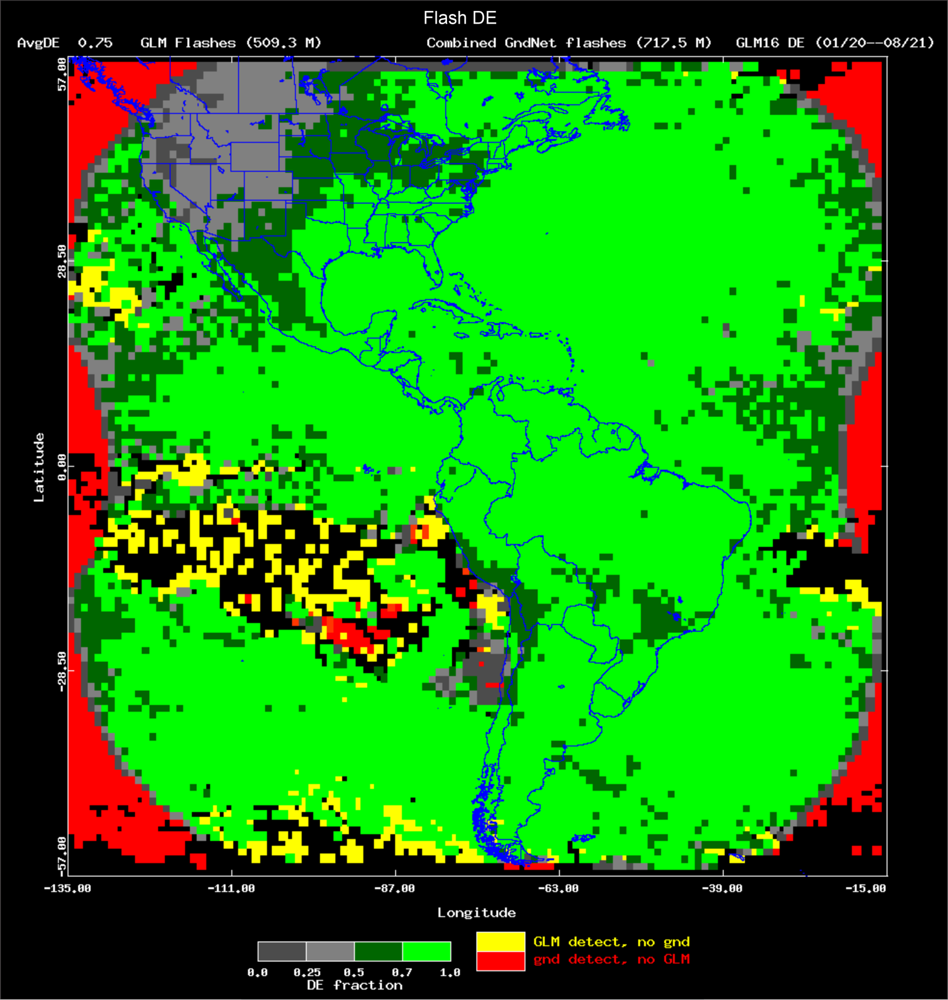 Flash DE
AvgDE 0.75 GLM Flashes (509.3 M) Combined GndNet flashes (717.5 M) GLM16 DE (01/20--08/21)
57.00
28.50
0.00
-28.50
-57.00
Latitude
-135.00 -111.00 -87.00 -63.00 -39.00 -15.00
Longitude
GLM detect, no gnd
gnd detect, no GLM
0.0 0.25 0.5 0.7 1.0
DE fraction